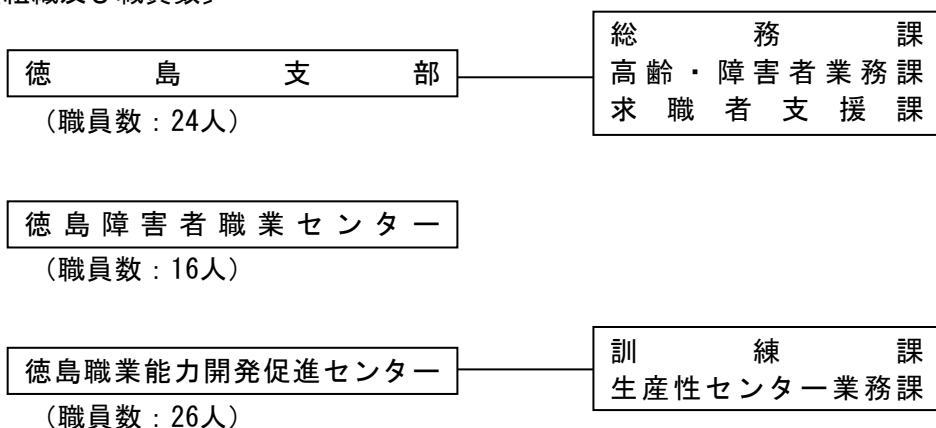 組織及び職員数
徳島支部
（職員数：24人）
総務課
高齢・障害者業務課
求職者支援課
徳島障害者職業センター
（職員数：16人）
徳島職業能力開発促進センター
（職員数：26人）
訓練課
生産性センター業務課